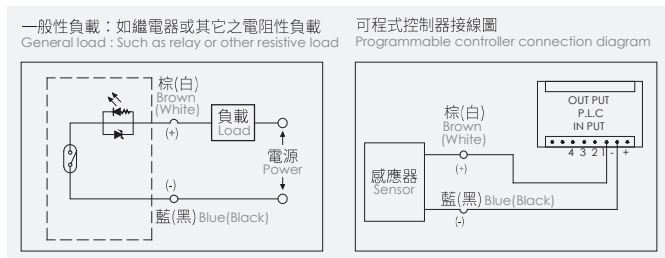 一般性負載：如繼電器或其它之電阻性負載
General load : Such as relay or other resistive load
棕(白)
Brown
(White)
(+)
負載
Load
電源
Power
(-)
藍(黑) Blue(Black)
可程式控制器接線圖
Programmable controller connection diagram
OUT PUT
P.L.C
IN PUT
4 3 2 1 - +
棕(白)
Brown
(White)
(+)
感應器
Sensor
藍(黑) Blue(Black)
(-)